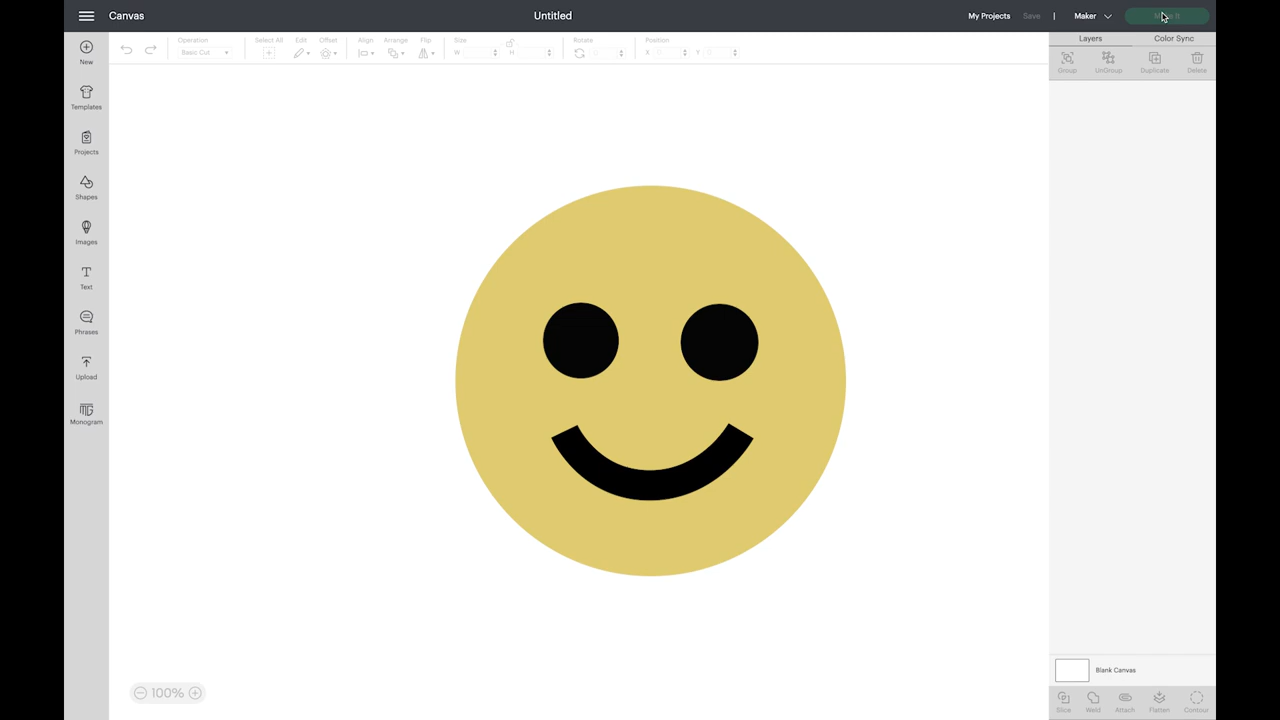 Canvas
Untitled
My Projects
Save
|
Maker
Make It
New
Templates
Projects
Shapes
Images
Text
Phrases
Upload
Monogram
Operation
Basic Cut
Select All
Edit
Offset
Align
Arrange
Flip
Size
W
H
Rotate
Position
X
Y
Layers
Color Sync
Group
UnGroup
Duplicate
Delete
100%
Blank Canvas
Slice
Weld
Attach
Flatten
Contour